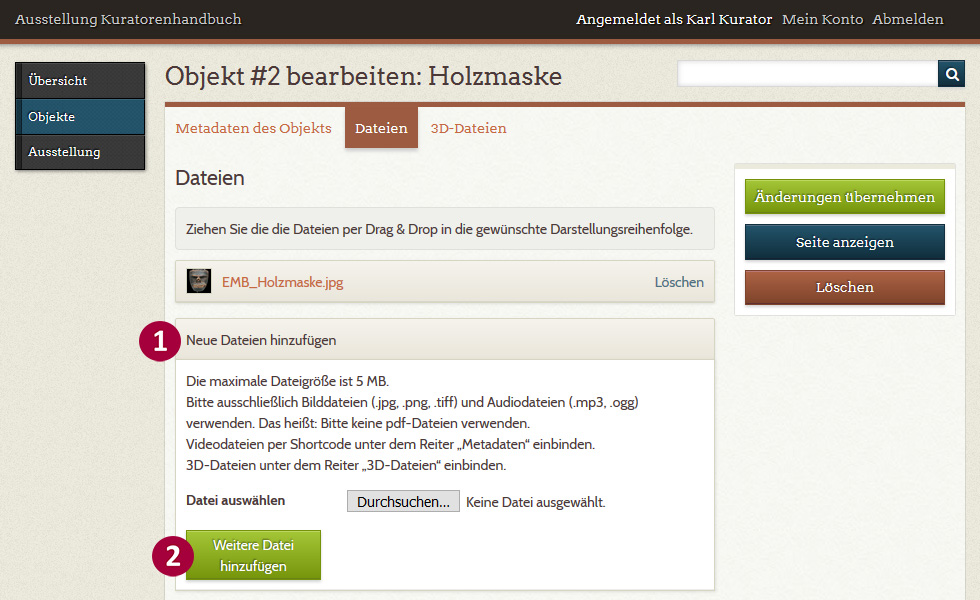 Ausstellung Kuratorenhandbuch
Angemeldet als Karl Kurator Mein Konto Abmelden
Übersicht
Objekte
Ausstellung
Objekt #2 bearbeiten: Holzmaske
Metadaten des Objekts Dateien 3D-Dateien
Dateien
Ziehen Sie die die Dateien per Drag & Drop in die gewünschte Darstellungsreihenfolge.
EMB_Holzmaske.jpg Löschen
1 Neue Dateien hinzufügen
Die maximale Dateigröße ist 5 MB.
Bitte ausschließlich Bilddateien (.jpg, .png, .tiff) und Audiodateien (.mp3, .ogg)
verwenden. Das heißt: Bitte keine pdf-Dateien verwenden.
Videodateien per Shortcode unter dem Reiter „Metadaten“ einbinden.
3D-Dateien unter dem Reiter „3D-Dateien“ einbinden.
Datei auswählen Durchsuchen... Keine Datei ausgewählt.
2 Weitere Datei
hinzufügen
Änderungen übernehmen
Seite anzeigen
Löschen